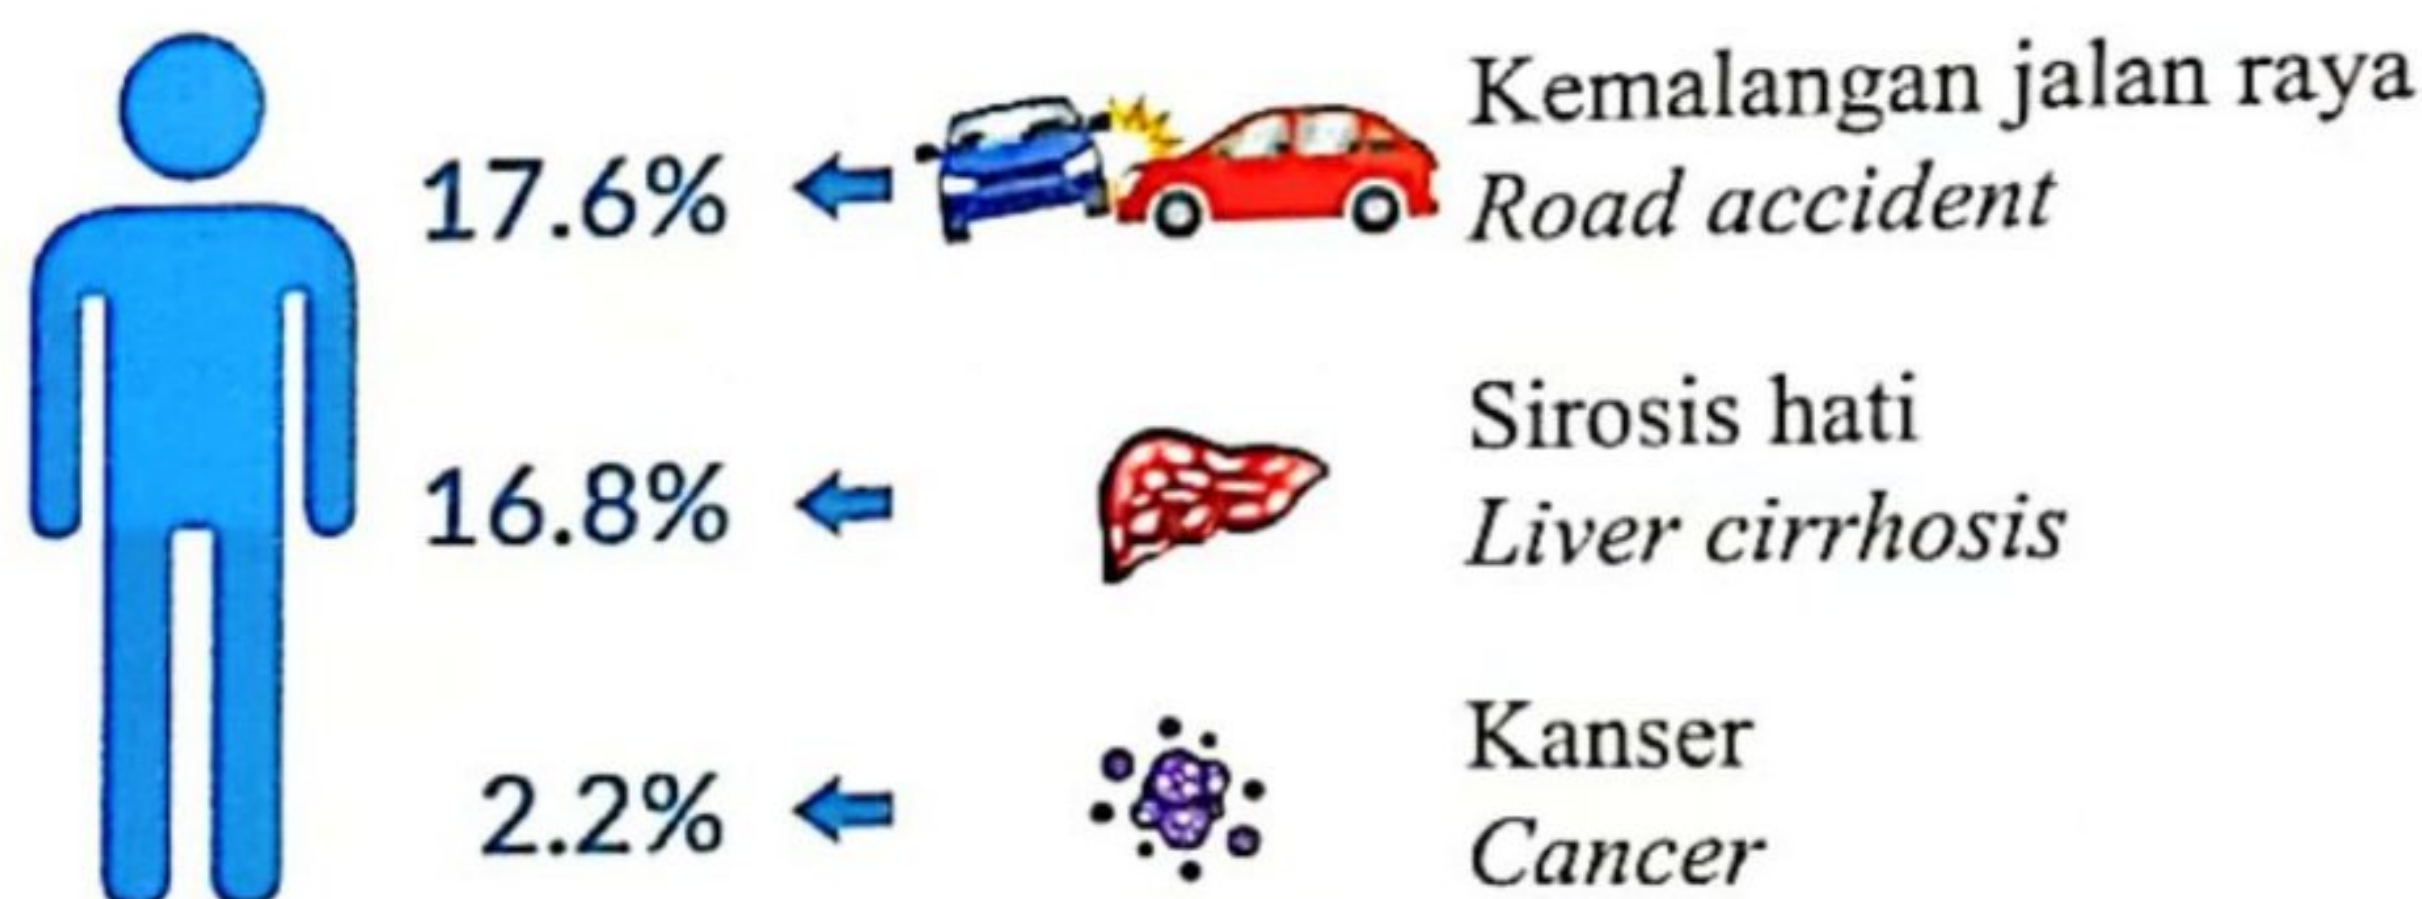 17.6%
Kemalangan jalan raya
Road accident
16.8%
Sirosis hati
Liver cirrhosis
2.2%
Kanser
Cancer